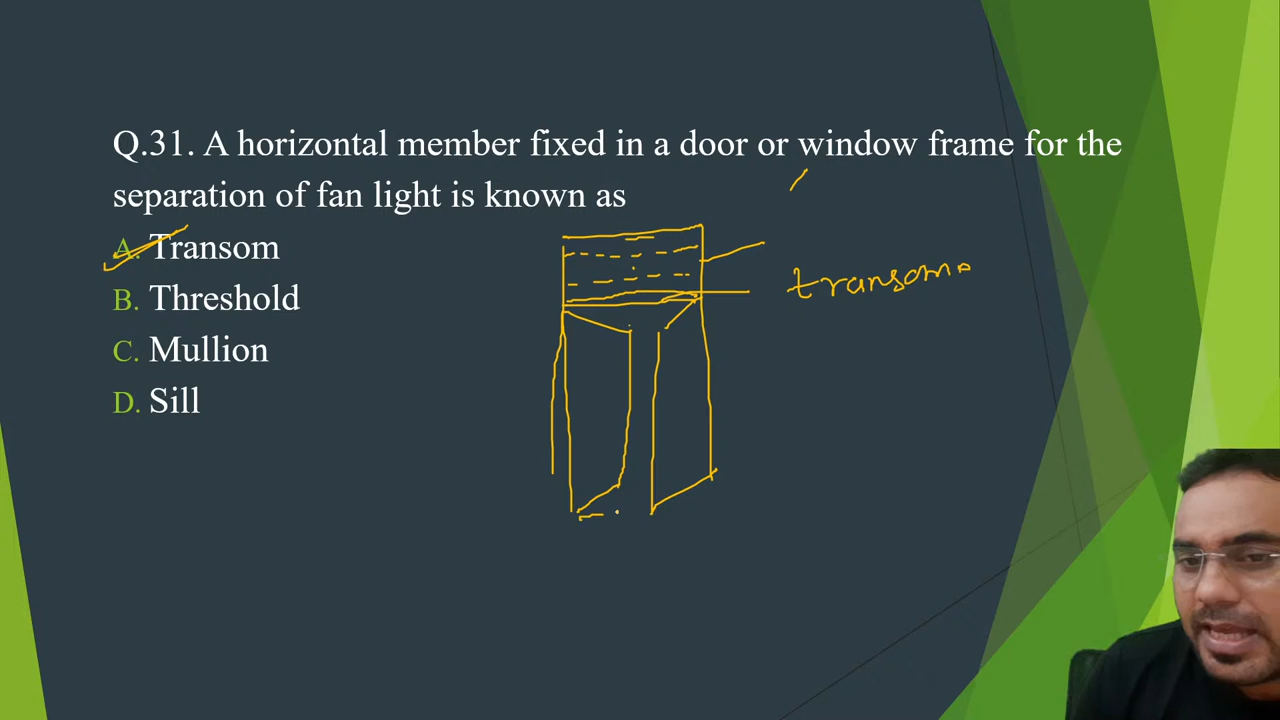 Q.31. A horizontal member fixed in a door or window frame for the
separation of fan light is known as
A. Transom
B. Threshold
C. Mullion
D. Sill
transom